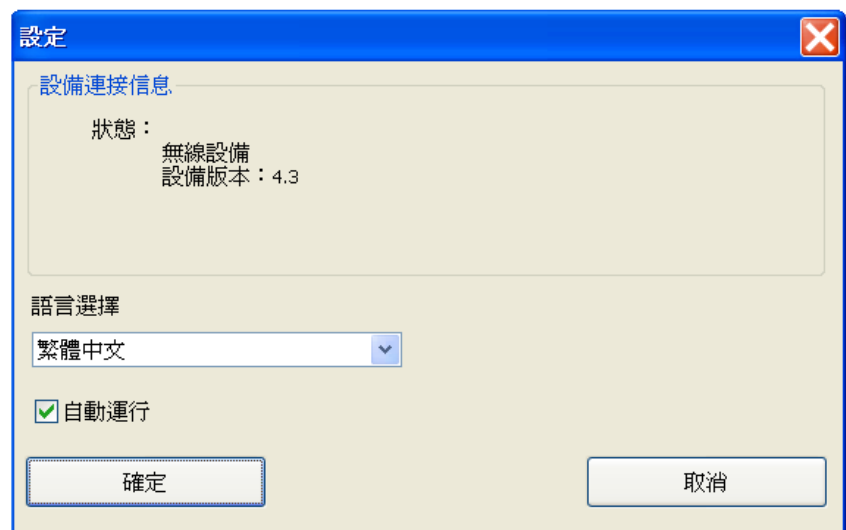 設定
設備連接信息
狀態：
無線設備
設備版本：4.3
語言選擇
繁體中文
自動運行
確定
取消